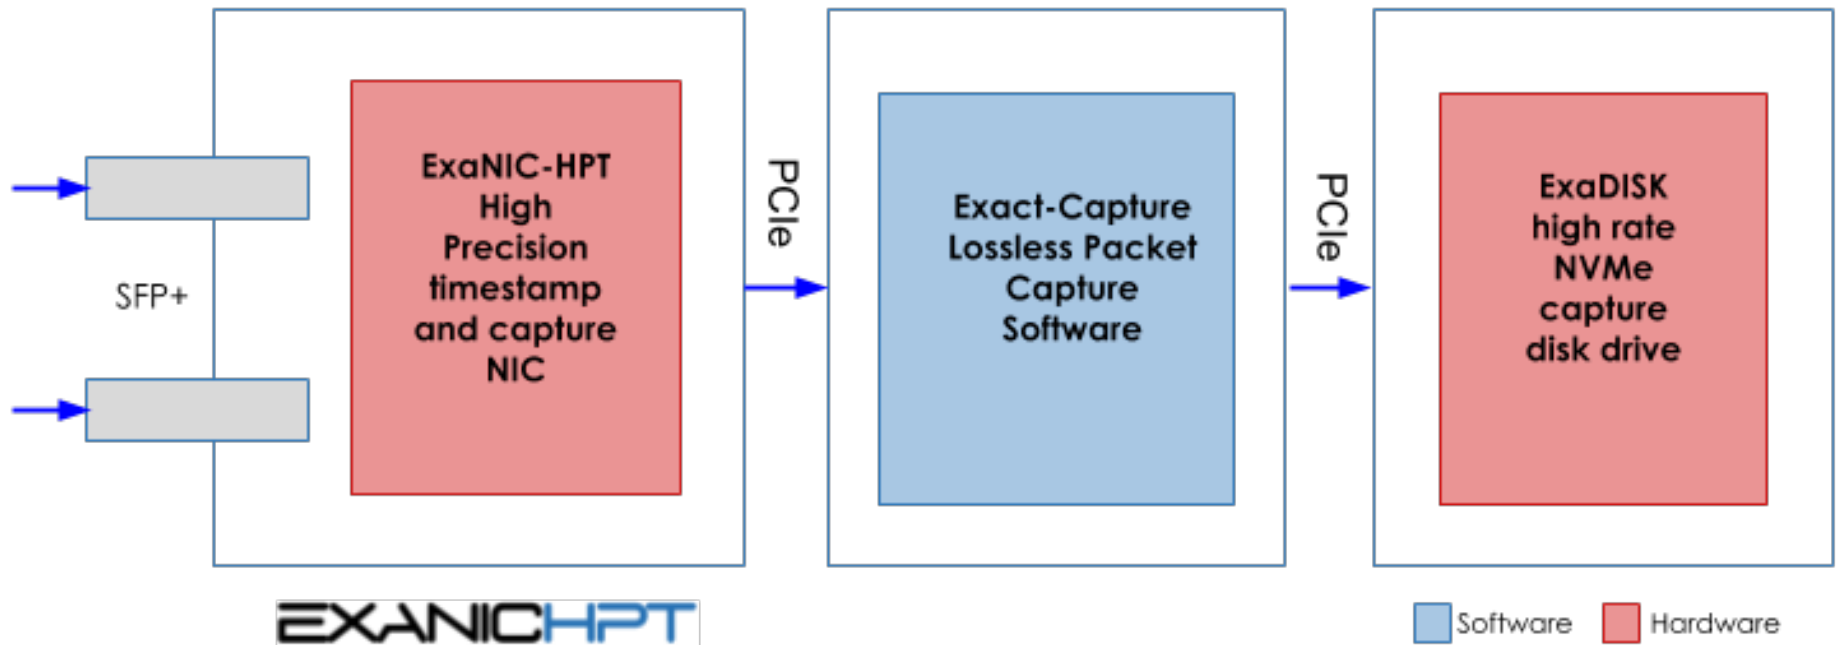 SFP+
ExaNIC-HPT
High
Precision
timestamp
and capture
NIC
PCIe
Exact-Capture
Lossless Packet
Capture
Software
PCIe
ExaDISK
high rate
NVMe
capture
disk drive
EXANICHPT
Software
Hardware